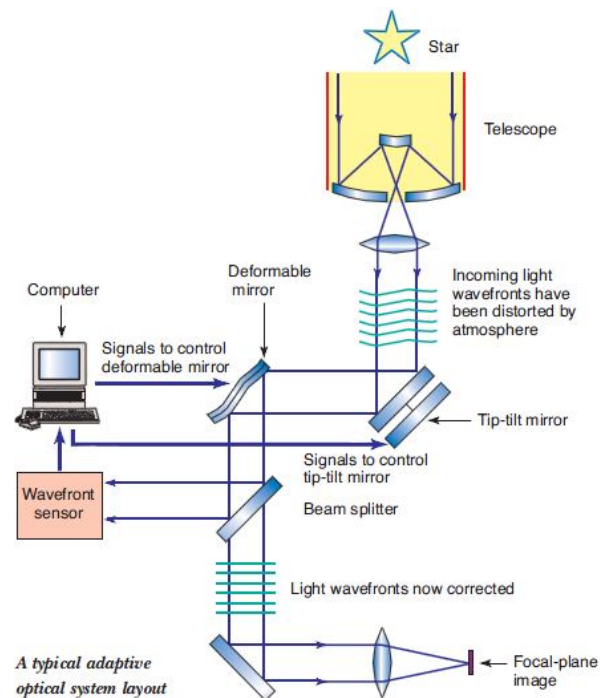 Star
Telescope
Incoming light
wavefronts have
been distorted by
atmosphere
Deformable
mirror
Computer
Signals to control
deformable mirror
Tip-tilt mirror
Signals to control
tip-tilt mirror
Wavefront
sensor
Beam splitter
Light wavefronts now corrected
Focal-plane
image
A typical adaptive
optical system layout